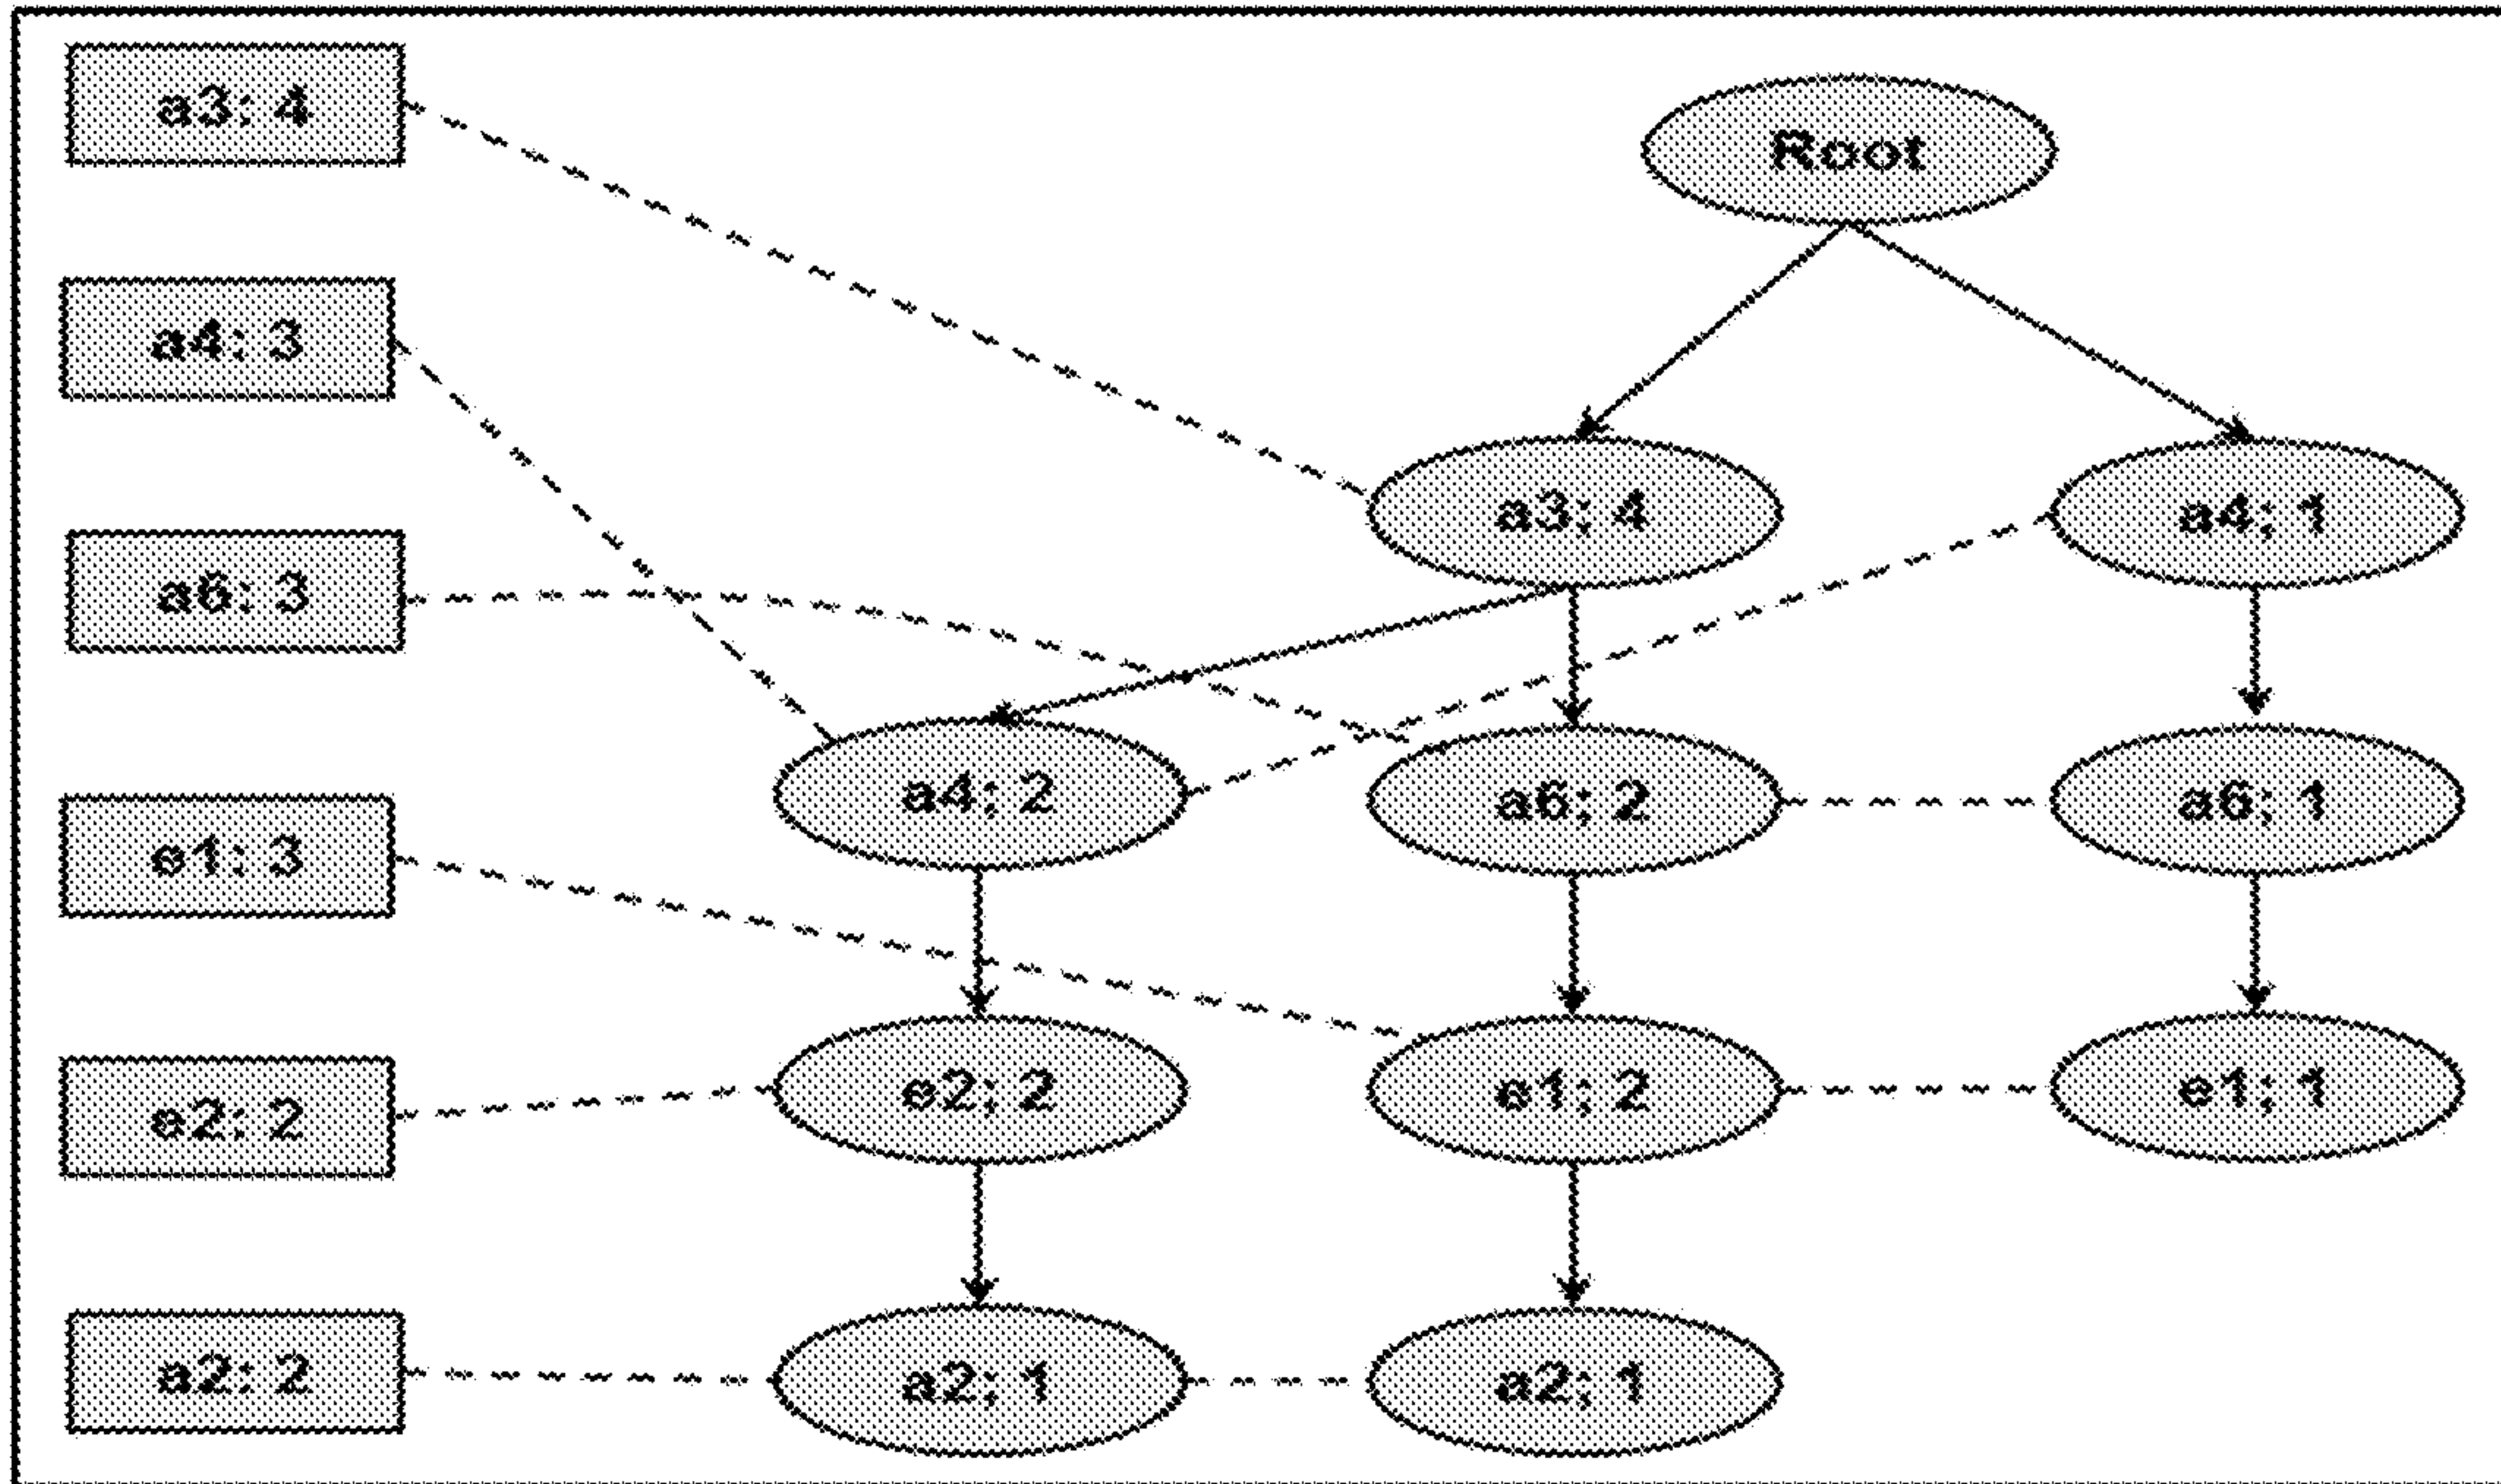 a3: 4
Root
a4: 3
a3; 4
a4; 1
a6: 3
a4; 2
a6; 2
a6; 1
e1: 3
e2: 2
e2; 2
e1; 2
e1; 1
a2: 2
a2; 1
a2; 1